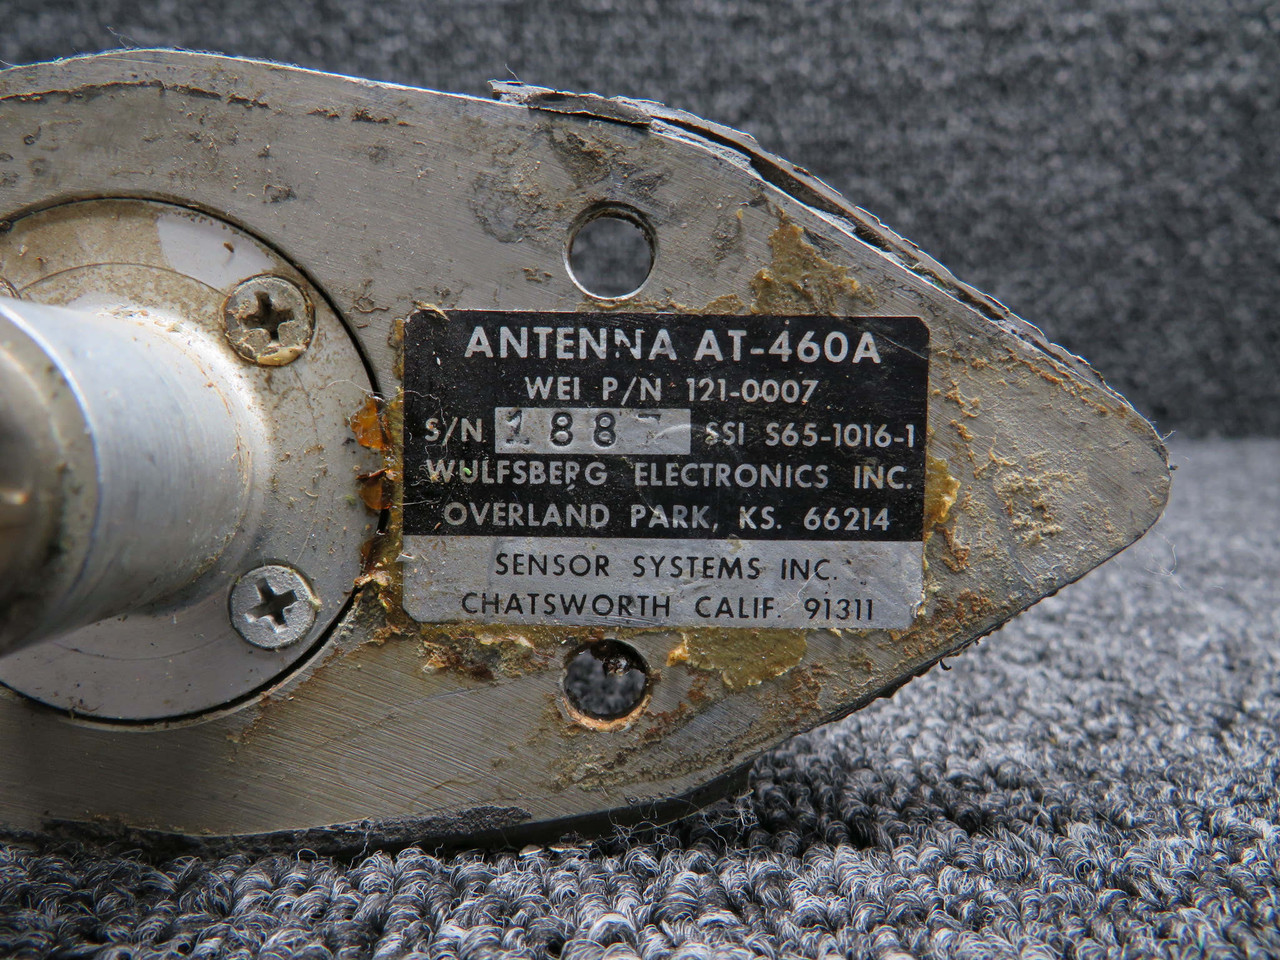 ANTENNA AT-460A
WEI P/N 121-0007
S/N 1887 SSI S65-1016-1
WULFSBERG ELECTRONICS INC.
OVERLAND PARK, KS. 66214
SENSOR SYSTEMS INC.
CHATSWORTH CALIF. 91311